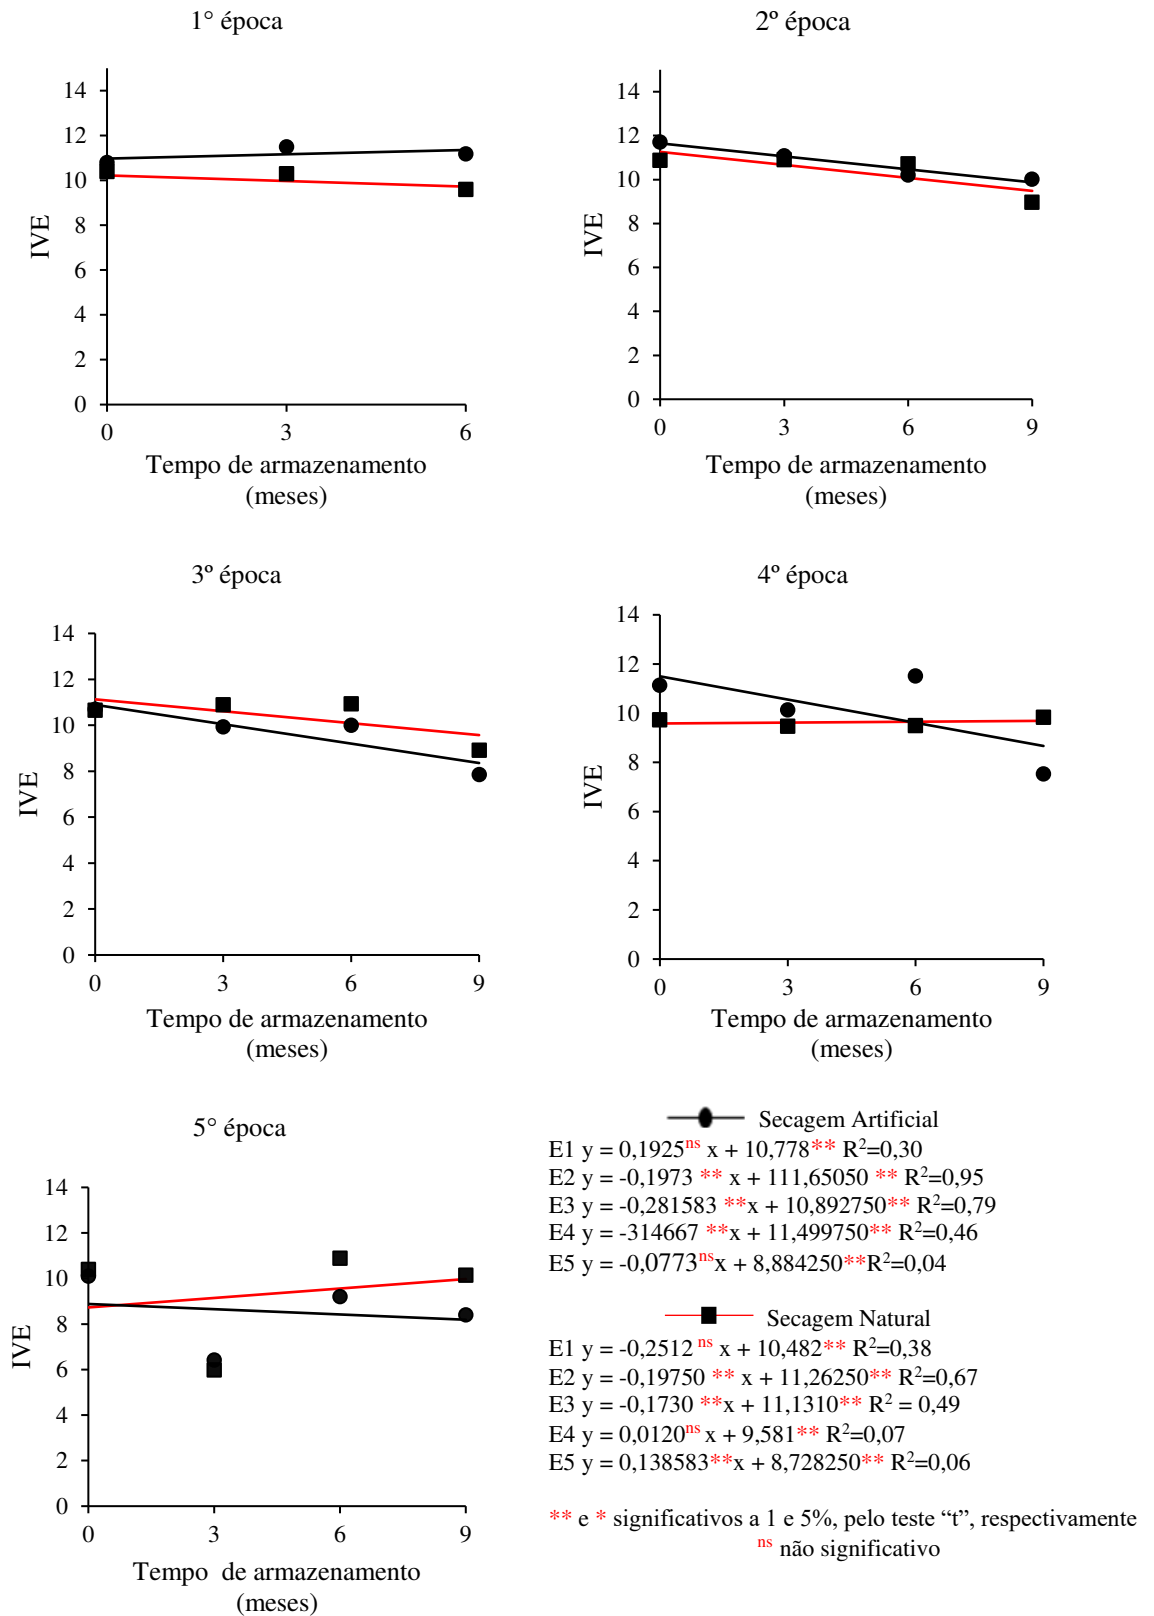 1° época
14
12
10
8
6
4
2
0
IVE
0 3 6
Tempo de armazenamento
(meses)
2º época
14
12
10
8
6
4
2
0
IVE
0 3 6 9
Tempo de armazenamento
(meses)
3º época
14
12
10
8
6
4
2
0
IVE
0 3 6 9
Tempo de armazenamento
(meses)
4º época
14
12
10
8
6
4
2
0
IVE
0 3 6 9
Tempo de armazenamento
(meses)
5° época
14
12
10
8
6
4
2
0
IVE
0 3 6 9
Tempo de armazenamento
(meses)
Secagem Artificial
E1 y = 0,1925ns x + 10,778** R2=0,30
E2 y = -0,1973 ** x + 111,65050 ** R2=0,95
E3 y = -0,281583 **x + 10,892750** R2=0,79
E4 y = -314667 **x + 11,499750** R2=0,46
E5 y = -0,0773nsx + 8,884250**R2=0,04
Secagem Natural
E1 y = -0,2512 ns x + 10,482** R2=0,38
E2 y = -0,19750 ** x + 11,26250** R2=0,67
E3 y = -0,1730 **x + 11,1310** R2 = 0,49
E4 y = 0,0120ns x + 9,581** R2=0,07
E5 y = 0,138583**x + 8,728250** R2=0,06
** e * significativos a 1 e 5%, pelo teste “t”, respectivamente
ns não significativo